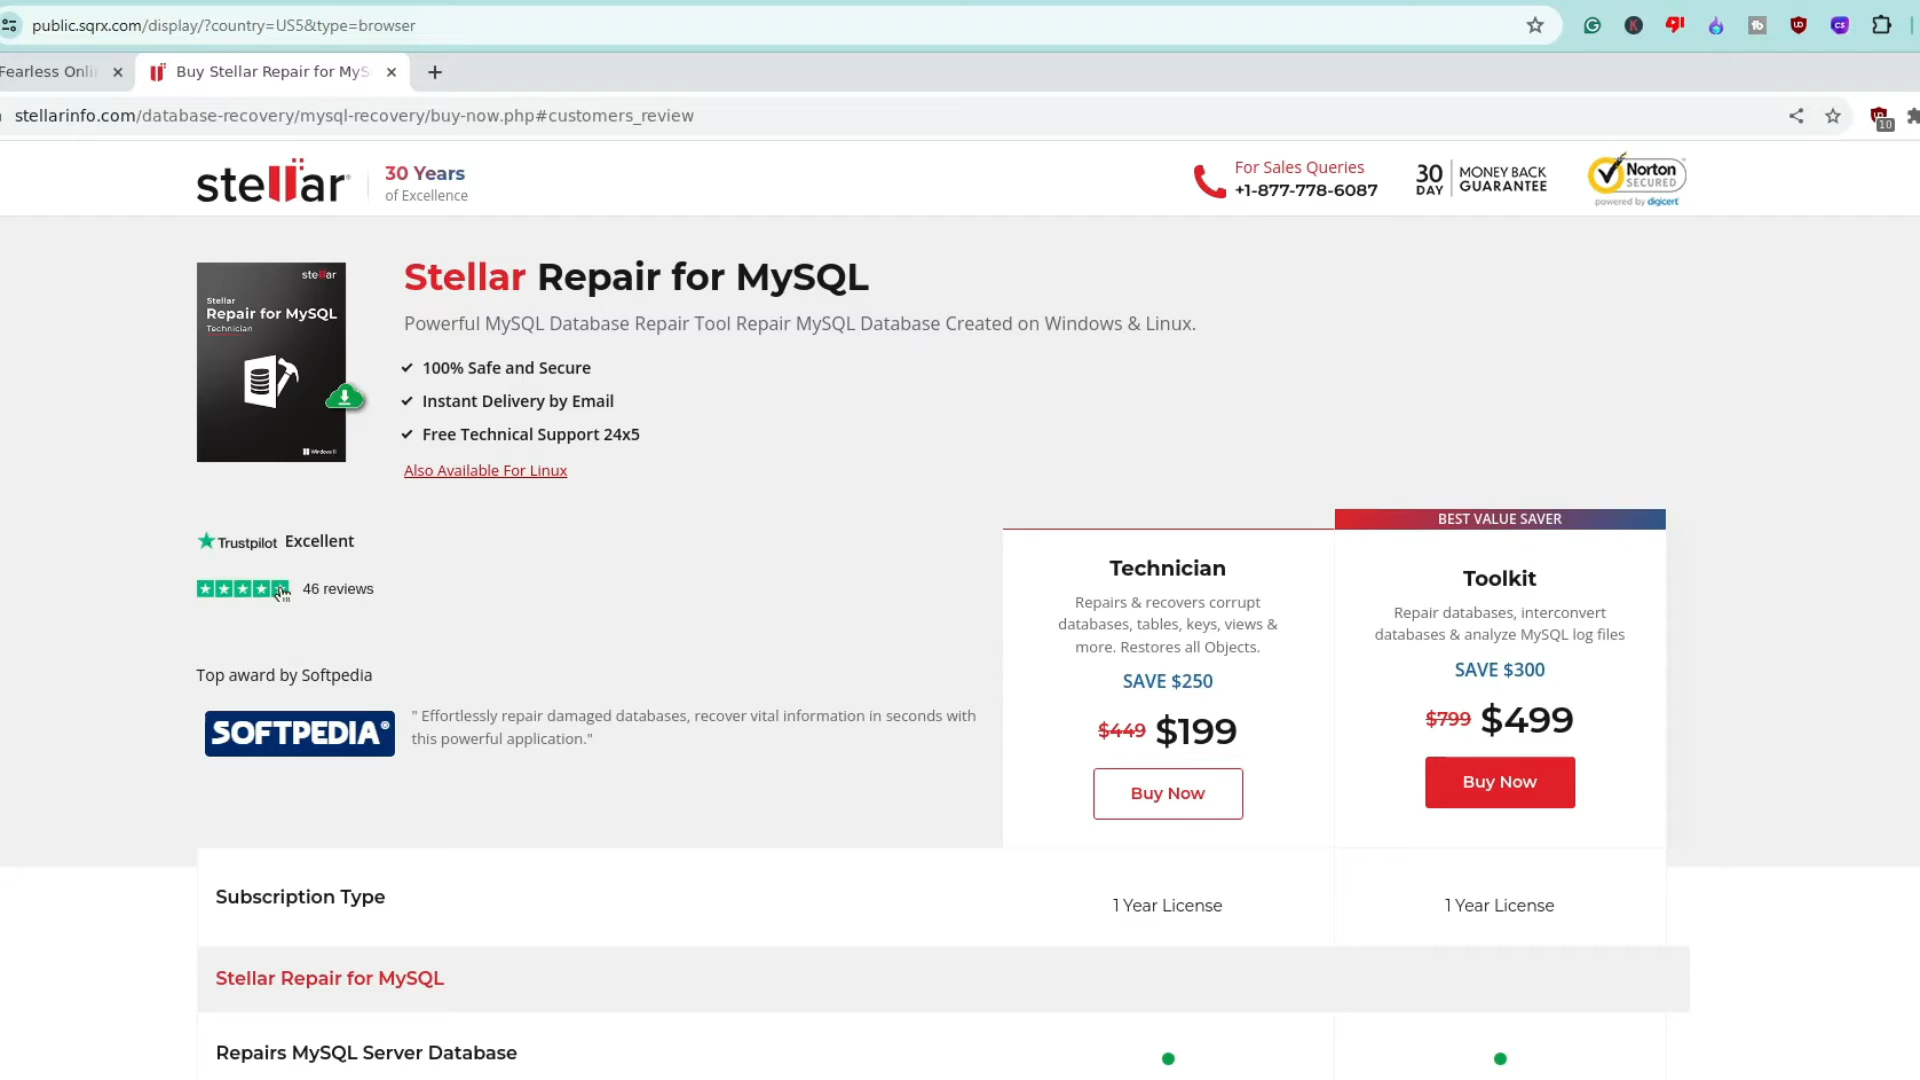 public.sqrx.com/display/?country=US5&type=browser
Fearless Onli
Buy Stellar Repair for MyS
stellarinfo.com/database-recovery/mysql-recovery/buy-now.php#customers_review
10
stellar
30 Years
of Excellence
For Sales Queries
+1-877-778-6087
30 DAY
MONEY BACK
GUARANTEE
Norton
SECURED
powered by digicert
stellar
Stellar
Repair for MySQL
Technician
Stellar Repair for MySQL
Powerful MySQL Database Repair Tool Repair MySQL Database Created on Windows & Linux.
100% Safe and Secure
Instant Delivery by Email
Free Technical Support 24x5
Also Available For Linux
Trustpilot Excellent
46 reviews
Top award by Softpedia
SOFTPEDIA®
" Effortlessly repair damaged databases, recover vital information in seconds with
this powerful application."
Technician
Repairs & recovers corrupt
databases, tables, keys, views &
more. Restores all Objects.
SAVE $250
$449 $199
Buy Now
BEST VALUE SAVER
Toolkit
Repair databases, interconvert
databases & analyze MySQL log files
SAVE $300
$799 $499
Buy Now
Subscription Type
1 Year License
1 Year License
Stellar Repair for MySQL
Repairs MySQL Server Database